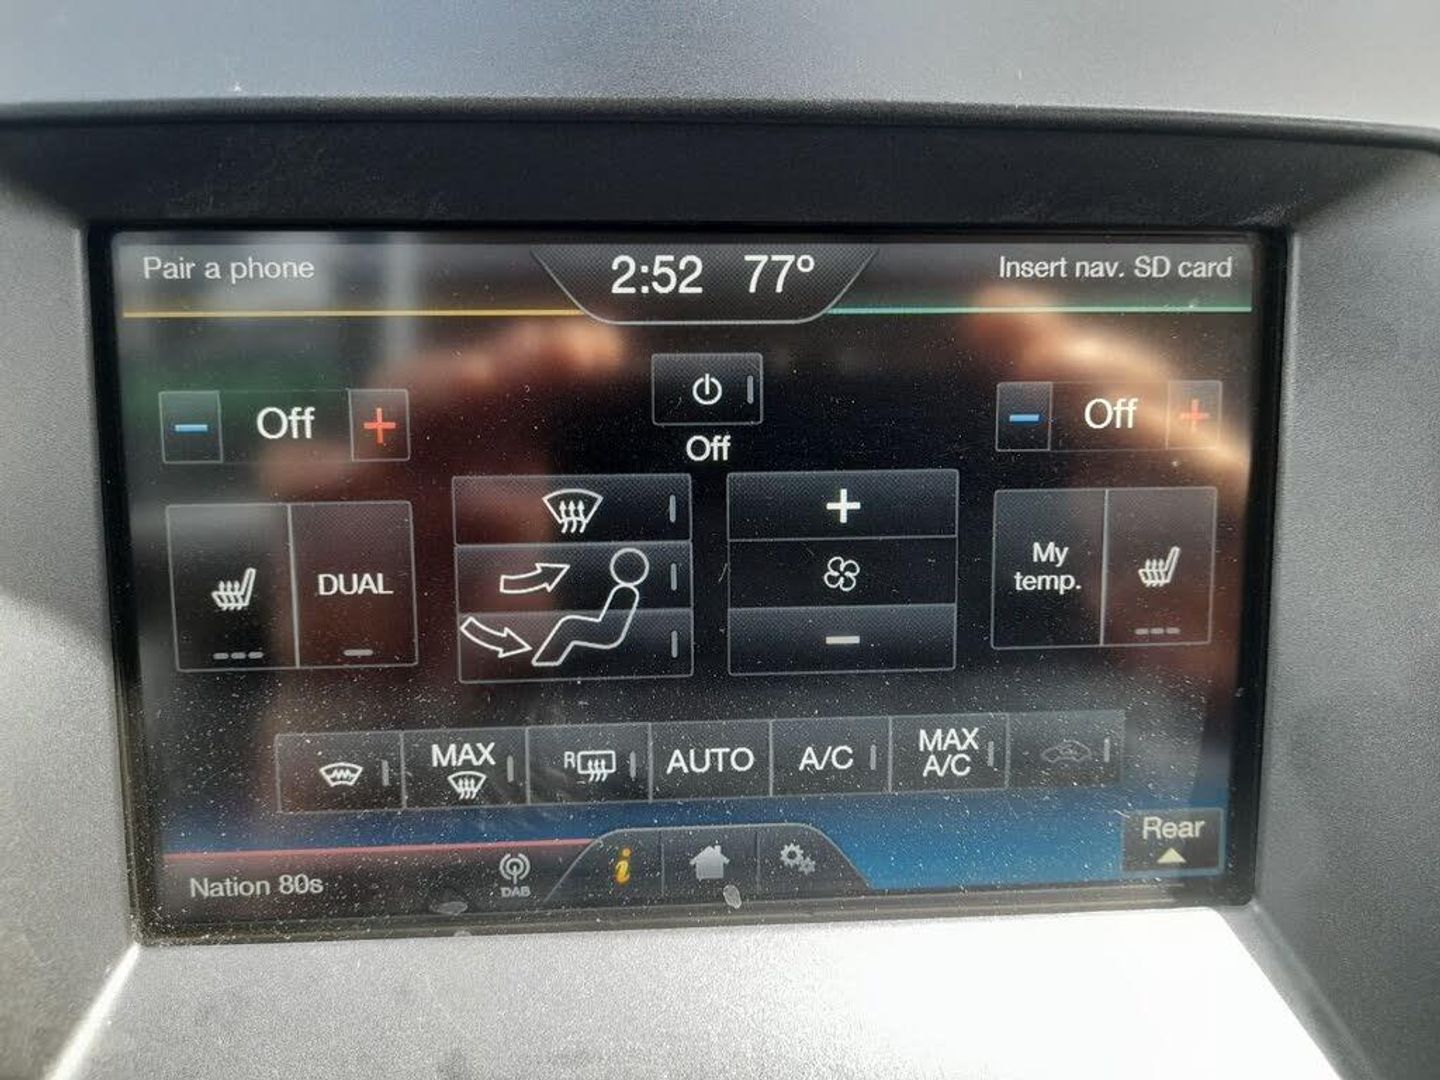 Pair a phone
2:52 77°
Insert nav. SD card
− Off +
Off
− Off +
DUAL
+
−
My
temp.
MAX
R
AUTO
A/C
MAX
A/C
Rear
Nation 80s
DAB
i